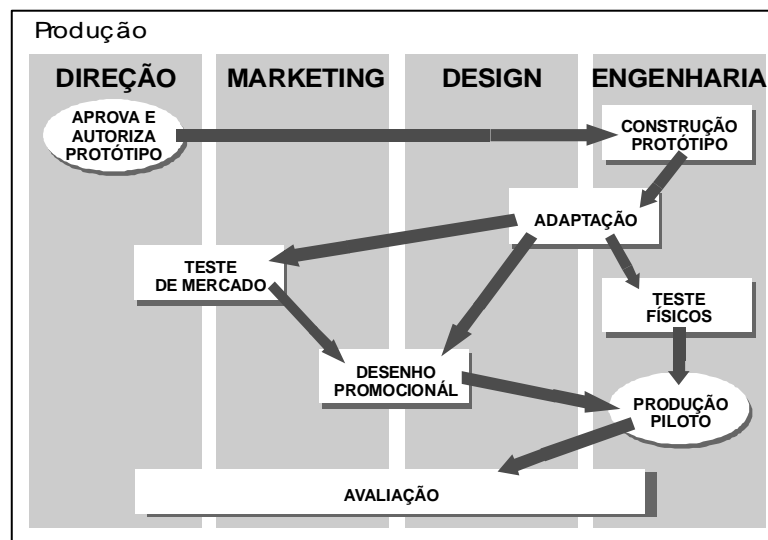 Produção
DIREÇÃO
MARKETING
DESIGN
ENGENHARIA
APROVA E
AUTORIZA
PROTÓTIPO
CONSTRUÇÃO
PROTÓTIPO
ADAPTAÇÃO
TESTE
DE MERCADO
TESTE
FÍSICOS
DESENHO
PROMOCIONÁL
PRODUÇÃO
PILOTO
AVALIAÇÃO